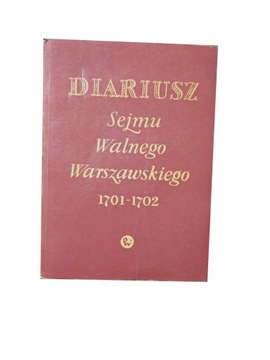 DIARIUSZ
Sejmu
Walnego
Warszawskiego
1701-1702